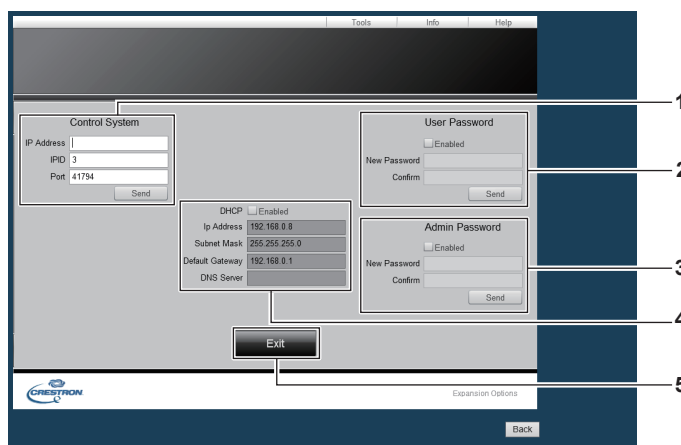 Tools Info Help
1
Control System
IP Address
IPID 3
Port 41794
Send
User Password
Enabled
New Password
Confirm
Send
2
DHCP Enabled
Ip Address 192.168.0.8
Subnet Mask 255.255.255.0
Default Gateway 192.168.0.1
DNS Server
Admin Password
Enabled
New Password
Confirm
Send
3
4
Exit
5
CRESTRON
Expansion Options
Back